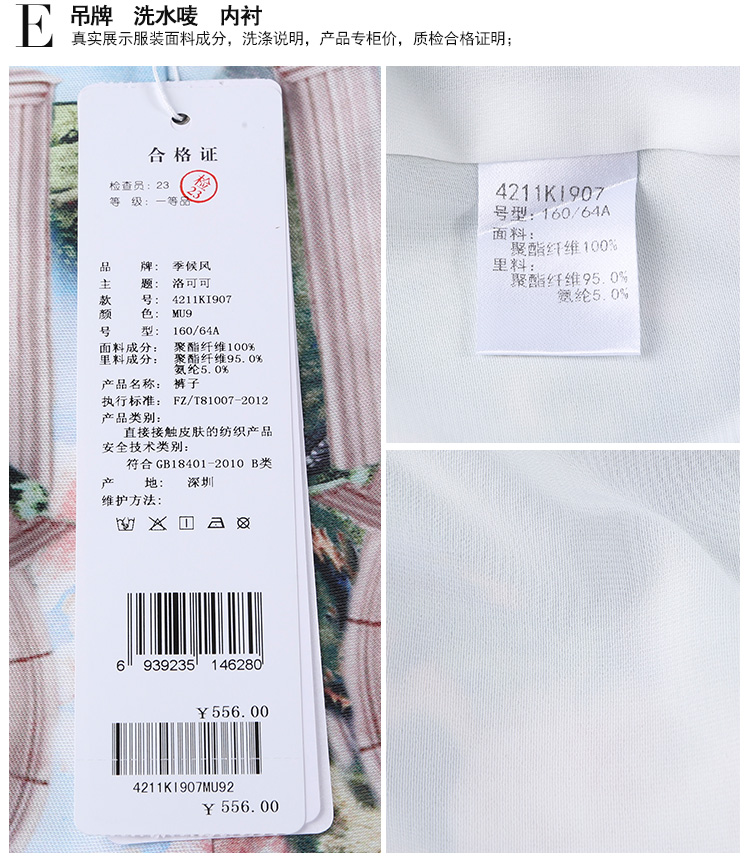 E
吊牌 洗水唛 内衬
真实展示服装面料成分，洗涤说明，产品专柜价，质检合格证明；
合格证
检查员：23
检23
等 级：一等品
品 牌：季候风
主 题：洛可可
款 号：4211KI907
颜 色：MU9
号 型：160/64A
面料成分：聚酯纤维100%
里料成分：聚酯纤维95.0%
氨纶5.0%
产品名称：裤子
执行标准：FZ/T81007-2012
产品类别：
直接接触皮肤的纺织产品
安全技术类别：
符合GB18401-2010 B类
产 地：深圳
维护方法：
6 939235 146280
￥556.00
4211KI907MU92
￥556.00
4211KI907
号型：160/64A
面料：
聚酯纤维100%
里料：
聚酯纤维95.0%
氨纶5.0%